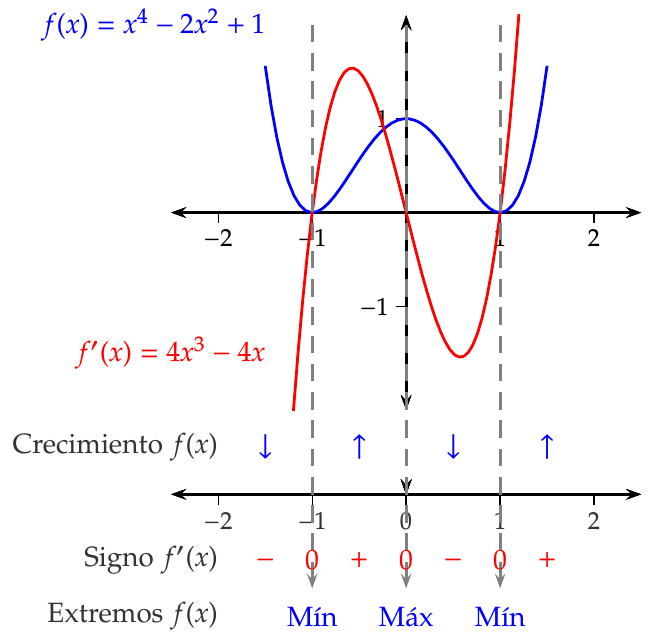 f(x) = x⁴ − 2x² + 1
1
−2 −1 1 2
−1
f′(x) = 4x³ − 4x
Crecimiento f(x) ↓ ↑ ↓ ↑
−2 −1 0 1 2
Signo f′(x) − 0 + 0 − 0 +
Extremos f(x) Mín Máx Mín